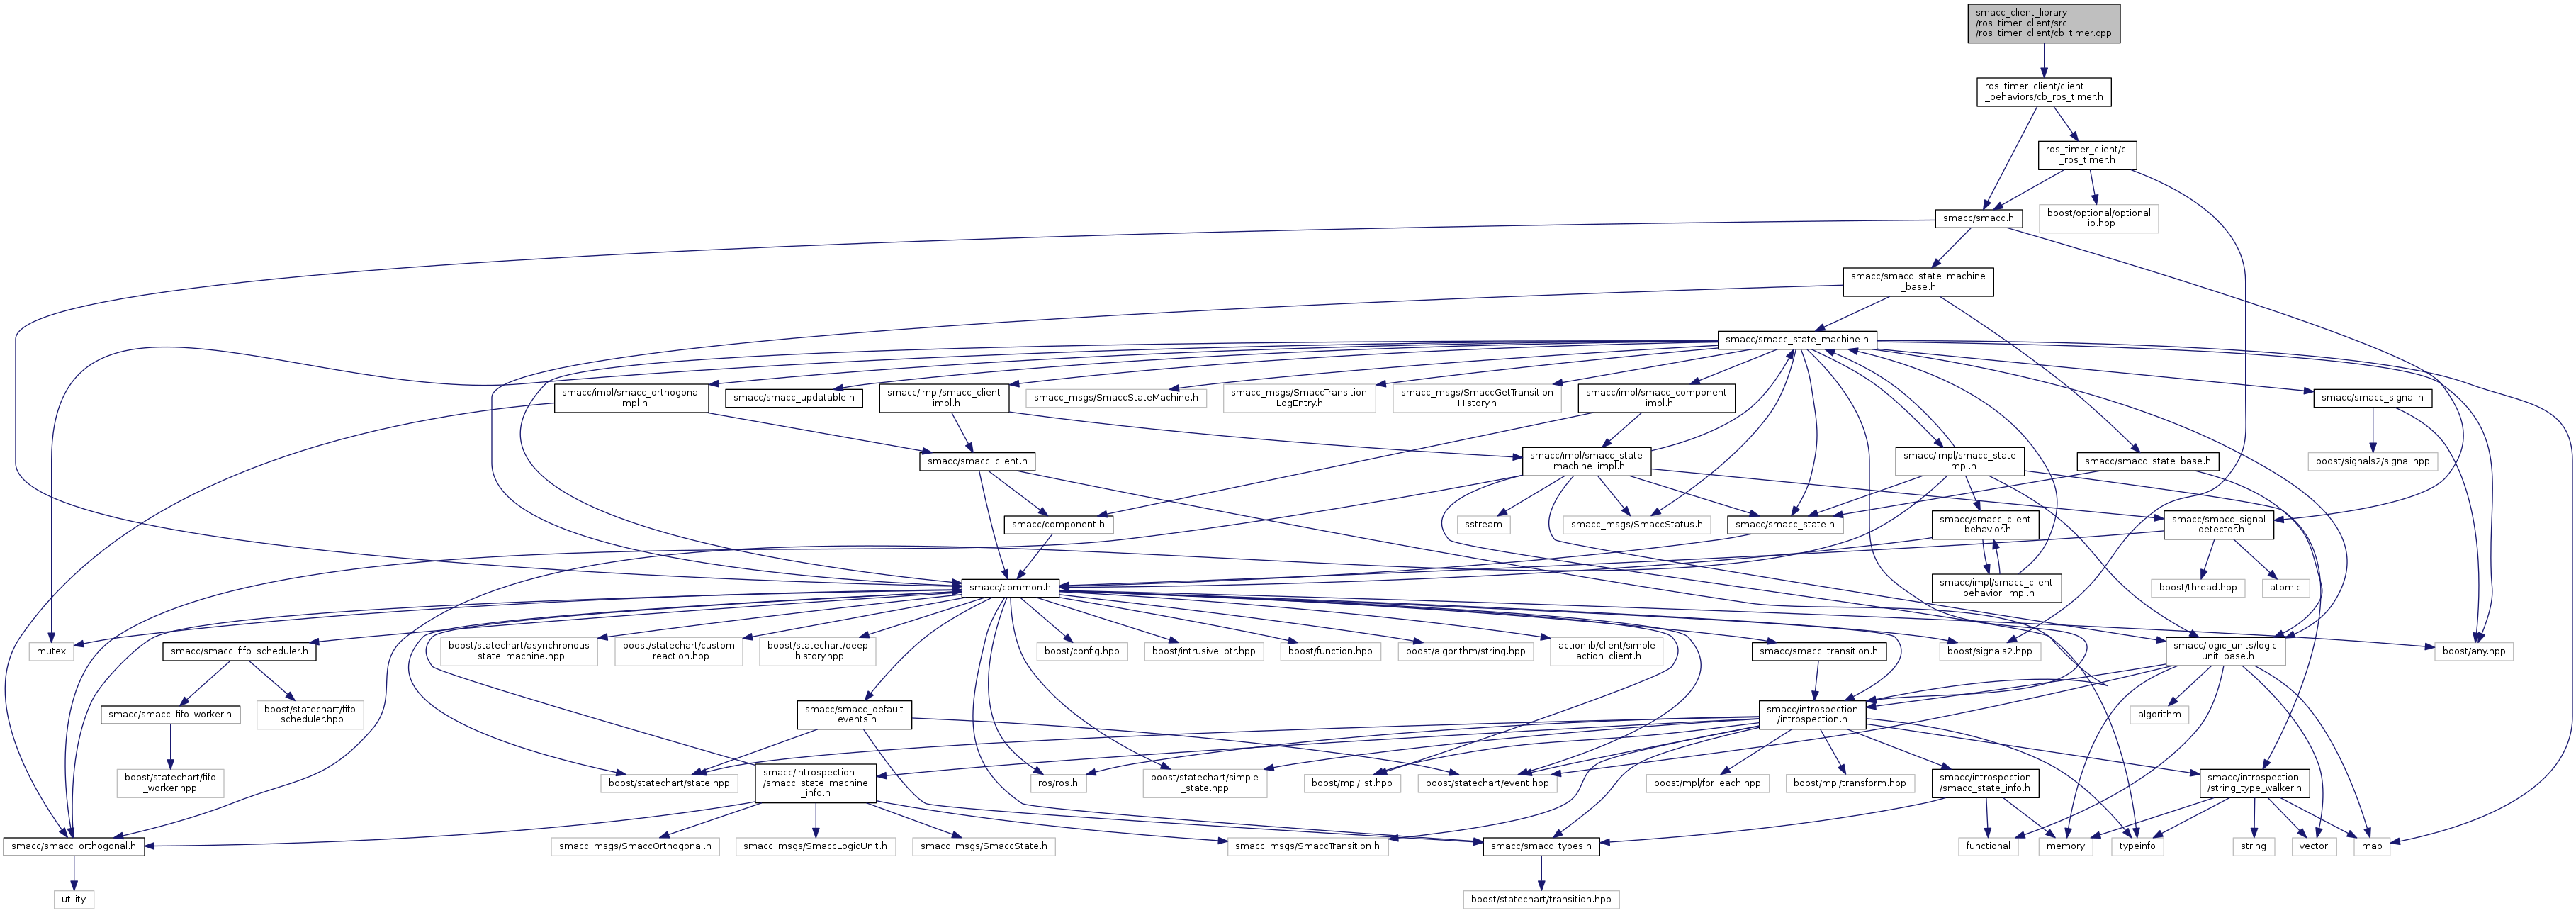 smacc_client_library
/ros_timer_client/src
/ros_timer_client/cb_timer.cpp
ros_timer_client/client
_behaviors/cb_ros_timer.h
ros_timer_client/cl
_ros_timer.h
smacc/smacc.h
boost/optional/optional
_io.hpp
smacc/smacc_state_machine
_base.h
smacc/smacc_state_machine.h
smacc/impl/smacc_orthogonal
_impl.h
smacc/smacc_updatable.h
smacc/impl/smacc_client
_impl.h
smacc_msgs/SmaccStateMachine.h
smacc_msgs/SmaccTransition
LogEntry.h
smacc_msgs/SmaccGetTransition
History.h
smacc/impl/smacc_component
_impl.h
smacc/smacc_signal.h
smacc/smacc_client.h
smacc/impl/smacc_state
_machine_impl.h
smacc/impl/smacc_state
_impl.h
smacc/smacc_state_base.h
boost/signals2/signal.hpp
smacc/component.h
sstream
smacc_msgs/SmaccStatus.h
smacc/smacc_state.h
smacc/smacc_client
_behavior.h
smacc/smacc_signal
_detector.h
smacc/common.h
smacc/impl/smacc_client
_behavior_impl.h
boost/thread.hpp
atomic
mutex
smacc/smacc_fifo_scheduler.h
boost/statechart/asynchronous
_state_machine.hpp
boost/statechart/custom
_reaction.hpp
boost/statechart/deep
_history.hpp
boost/config.hpp
boost/intrusive_ptr.hpp
boost/function.hpp
boost/algorithm/string.hpp
actionlib/client/simple
_action_client.h
smacc/smacc_transition.h
boost/signals2.hpp
smacc/logic_units/logic
_unit_base.h
boost/any.hpp
smacc/smacc_fifo_worker.h
boost/statechart/fifo
_scheduler.hpp
smacc/smacc_default
_events.h
smacc/introspection
/introspection.h
algorithm
boost/statechart/fifo
_worker.hpp
boost/statechart/state.hpp
smacc/introspection
/smacc_state_machine
_info.h
ros/ros.h
boost/statechart/simple
_state.hpp
boost/mpl/list.hpp
boost/statechart/event.hpp
boost/mpl/for_each.hpp
boost/mpl/transform.hpp
smacc/introspection
/smacc_state_info.h
smacc/introspection
/string_type_walker.h
smacc/smacc_orthogonal.h
smacc_msgs/SmaccOrthogonal.h
smacc_msgs/SmaccLogicUnit.h
smacc_msgs/SmaccState.h
smacc_msgs/SmaccTransition.h
smacc/smacc_types.h
functional
memory
typeinfo
string
vector
map
utility
boost/statechart/transition.hpp